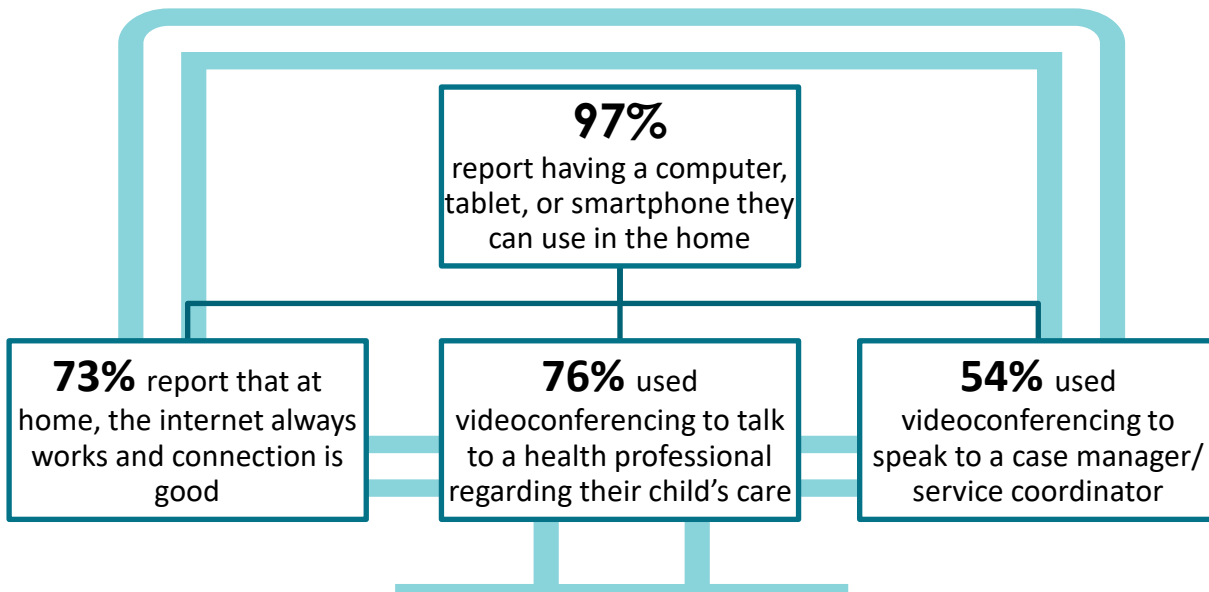 97%
report having a computer,
tablet, or smartphone they
can use in the home
73% report that at
home, the internet always
works and connection is
good
76% used
videoconferencing to talk
to a health professional
regarding their child’s care
54% used
videoconferencing to
speak to a case manager/
service coordinator